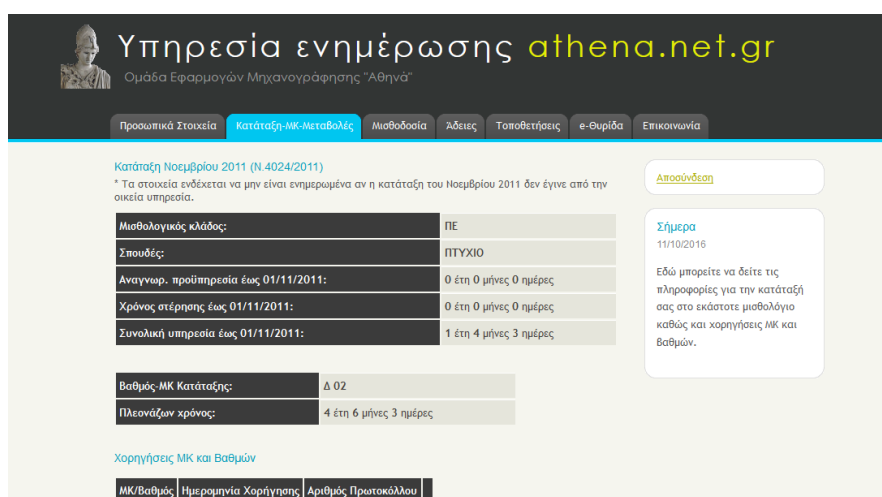 Υπηρεσία ενημέρωσης athena.net.gr
Ομάδα Εφαρμογών Μηχανογράφησης "Αθηνά"
Προσωπικά Στοιχεία Κατάταξη-ΜΚ-Μεταβολές Μισθοδοσία Άδειες Τοποθετήσεις e-Θυρίδα Επικοινωνία
Κατάταξη Νοεμβρίου 2011 (Ν.4024/2011)
* Τα στοιχεία ενδέχεται να μην είναι ενημερωμένα αν η κατάταξη του Νοεμβρίου 2011 δεν έγινε από την
οικεία υπηρεσία.
Μισθολογικός κλάδος: ΠΕ
Σπουδές: ΠΤΥΧΙΟ
Αναγνωρ. προϋπηρεσία έως 01/11/2011: 0 έτη 0 μήνες 0 ημέρες
Χρόνος στέρησης έως 01/11/2011: 0 έτη 0 μήνες 0 ημέρες
Συνολική υπηρεσία έως 01/11/2011: 1 έτη 4 μήνες 3 ημέρες
Βαθμός-ΜΚ Κατάταξης: Δ 02
Πλεονάζων χρόνος: 4 έτη 6 μήνες 3 ημέρες
Χορηγήσεις ΜΚ και Βαθμών
ΜΚ/Βαθμός Ημερομηνία Χορήγησης Αριθμός Πρωτοκόλλου
Αποσύνδεση
Σήμερα
11/10/2016
Εδώ μπορείτε να δείτε τις
πληροφορίες για την κατάταξή
σας στο εκάστοτε μισθολόγιο
καθώς και χορηγήσεις ΜΚ και
βαθμών.